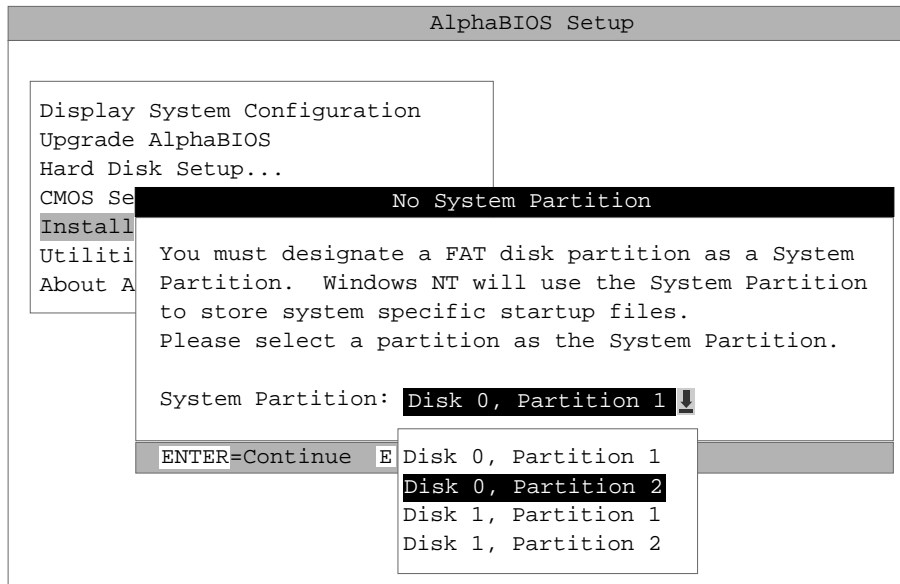 AlphaBIOS Setup
Display System Configuration
Upgrade AlphaBIOS
Hard Disk Setup...
CMOS Se
Install
Utiliti
About A
No System Partition
You must designate a FAT disk partition as a System
Partition. Windows NT will use the System Partition
to store system specific startup files.
Please select a partition as the System Partition.
System Partition: Disk 0, Partition 1
ENTER=Continue E
Disk 0, Partition 1
Disk 0, Partition 2
Disk 1, Partition 1
Disk 1, Partition 2